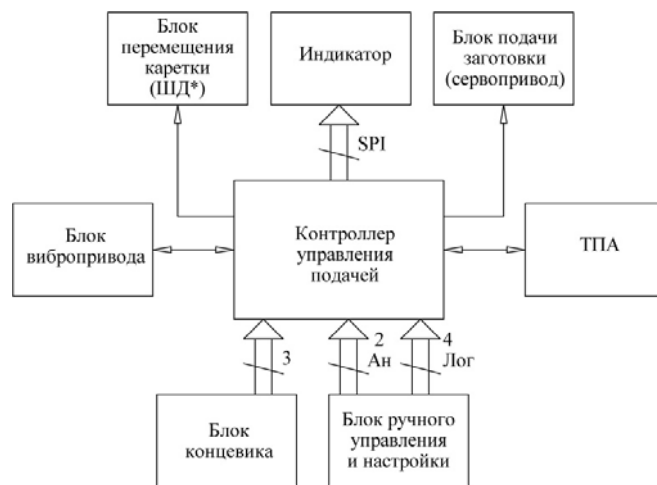 Блок
перемещения
каретки
(ШД*)
Индикатор
Блок подачи
заготовки
(сервопривод)
SPI
Блок
вибропривода
Контроллер
управления
подачей
ТПА
3
2
Ан
4
Лог
Блок
концевика
Блок ручного
управления
и настройки